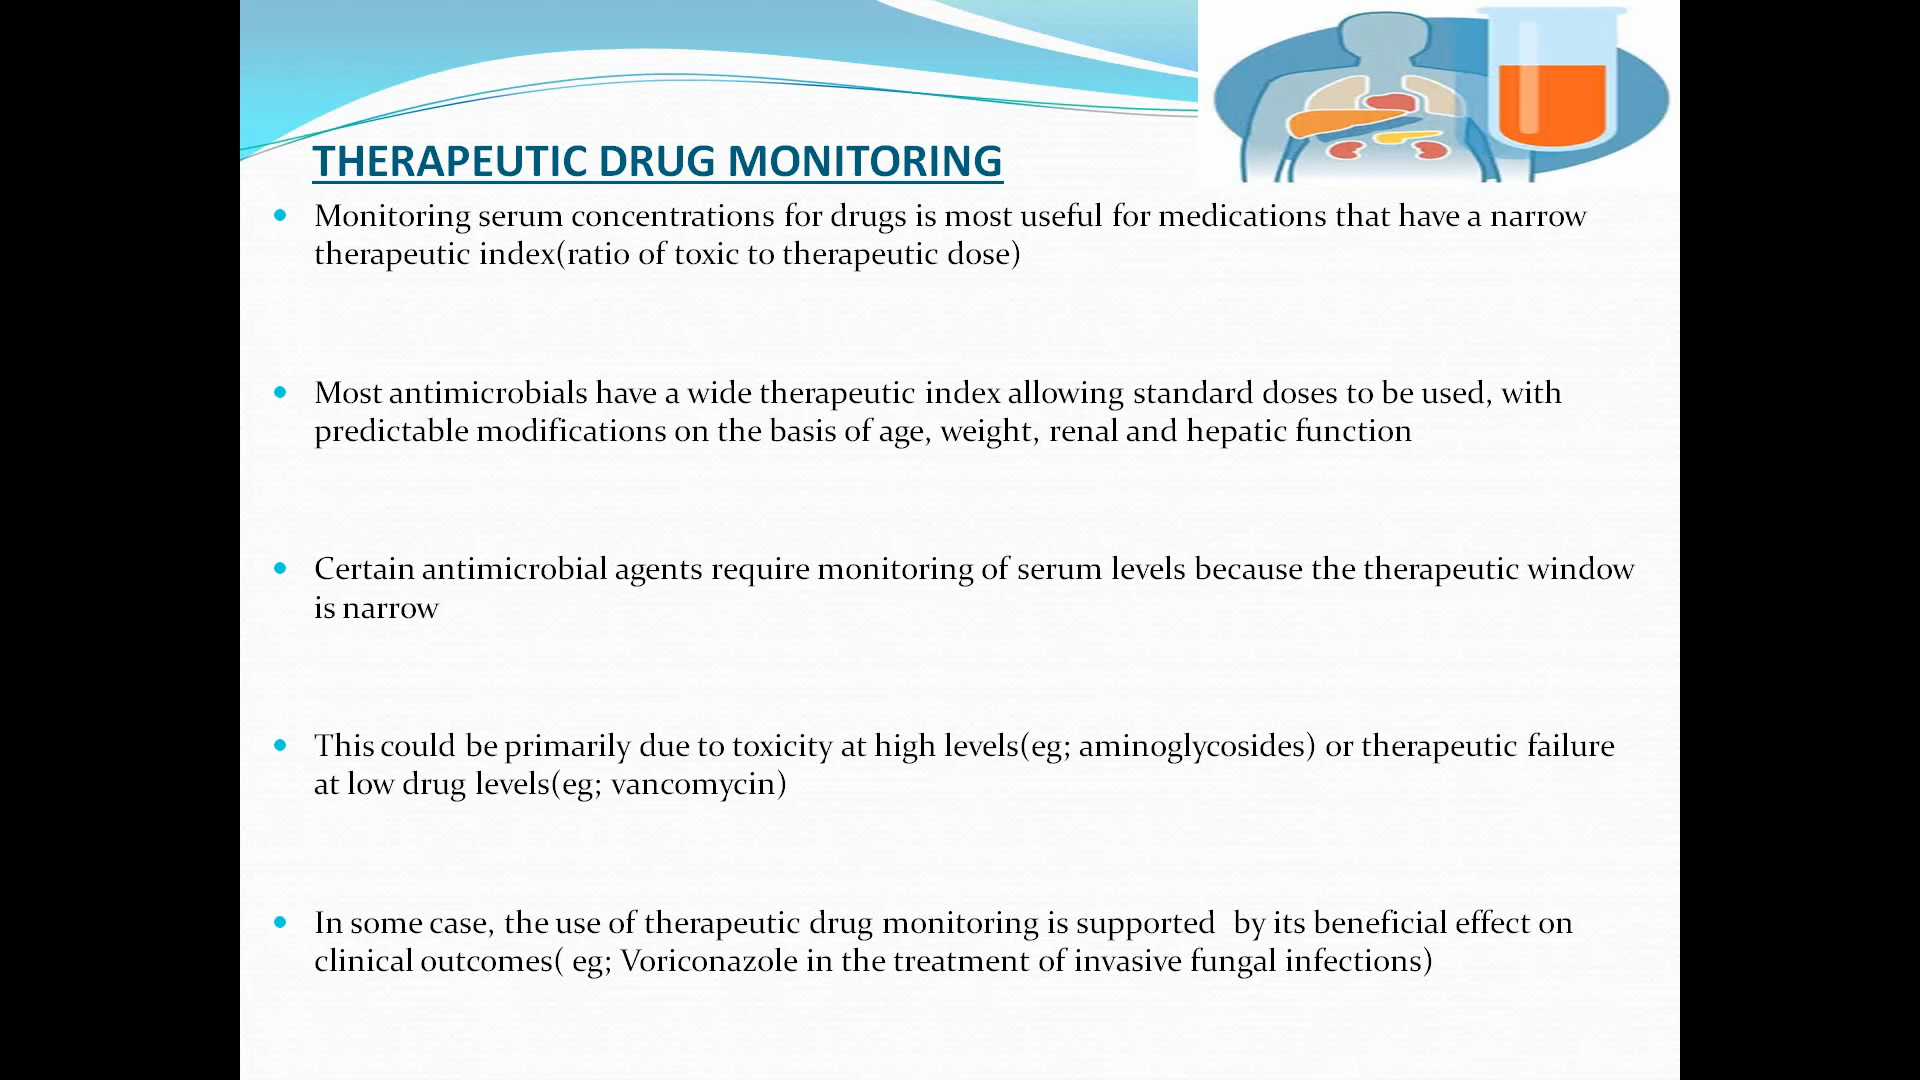 THERAPEUTIC DRUG MONITORING
Monitoring serum concentrations for drugs is most useful for medications that have a narrow
therapeutic index(ratio of toxic to therapeutic dose)
Most antimicrobials have a wide therapeutic index allowing standard doses to be used, with
predictable modifications on the basis of age, weight, renal and hepatic function
Certain antimicrobial agents require monitoring of serum levels because the therapeutic window
is narrow
This could be primarily due to toxicity at high levels(eg; aminoglycosides) or therapeutic failure
at low drug levels(eg; vancomycin)
In some case, the use of therapeutic drug monitoring is supported  by its beneficial effect on
clinical outcomes( eg; Voriconazole in the treatment of invasive fungal infections)